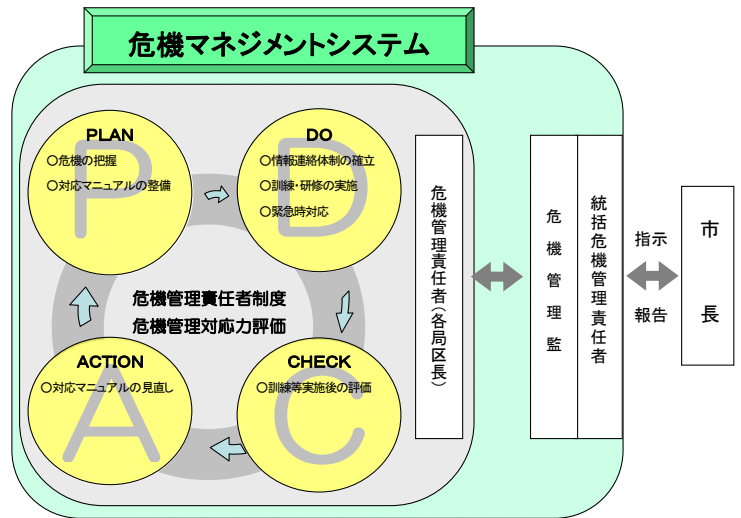 危機マネジメントシステム
PLAN
○危機の把握
○対応マニュアルの整備
P
DO
○情報連絡体制の確立
○訓練・研修の実施
○緊急時対応
D
危機管理責任者制度
危機管理対応力評価
ACTION
○対応マニュアルの見直し
A
CHECK
○訓練等実施後の評価
C
危機管理責任者(各局区長)
危機管理監
統括危機管理責任者
指示
報告
市長